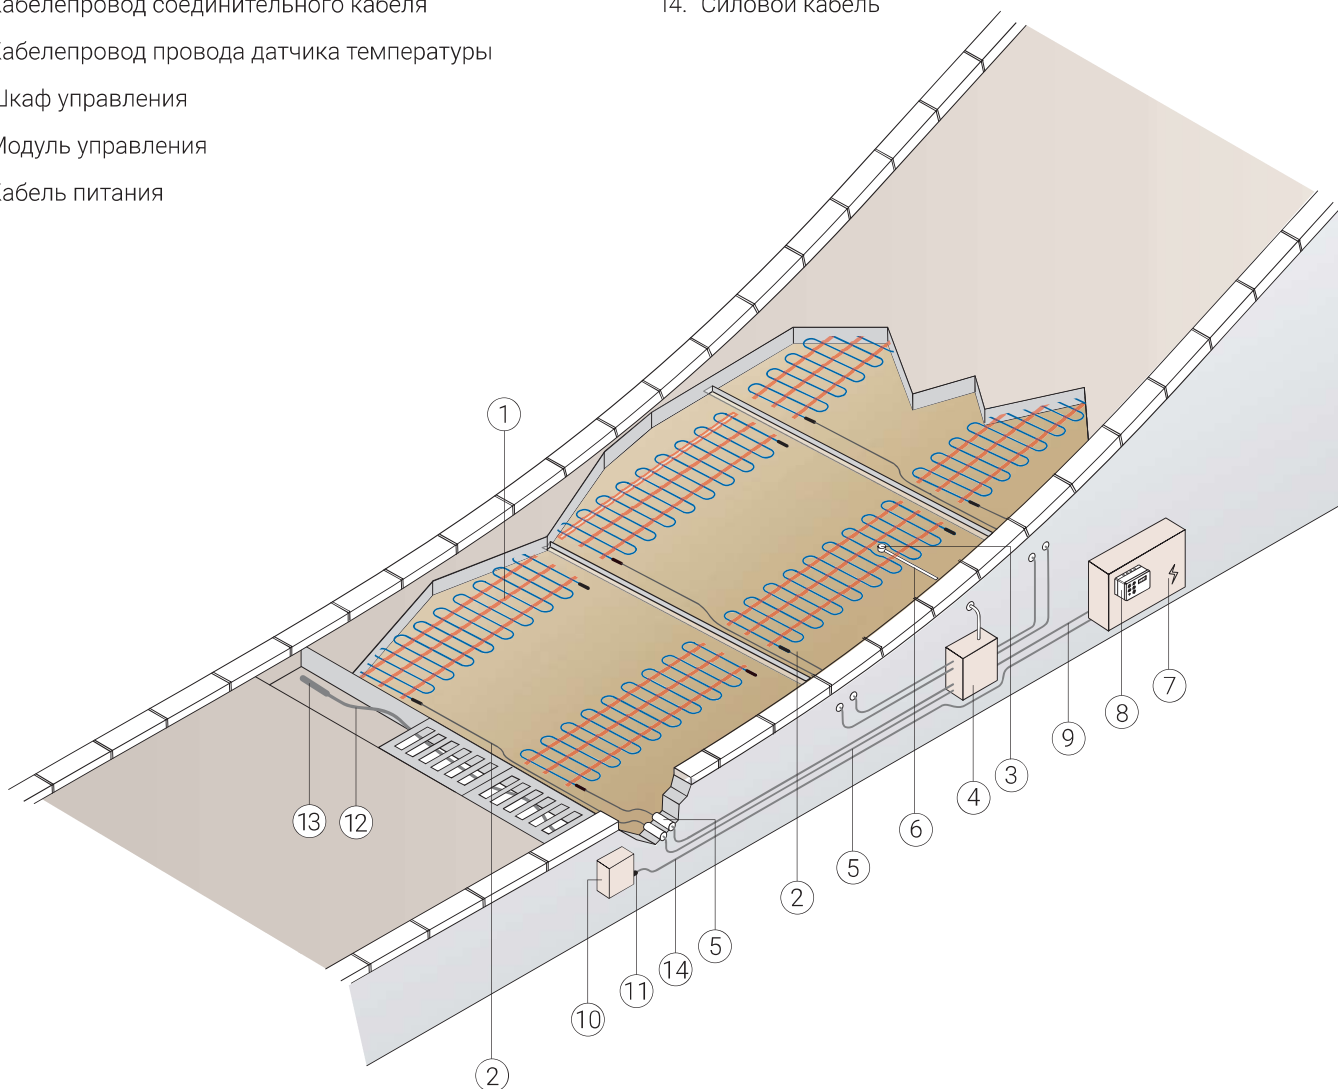 абелепровод соединительного кабеля
14. Силовой кабель
абелепровод провода датчика температуры
Шкаф управления
Модуль управления
абель питания
1
3
7
8
9
4
6
13
12
5
2
5
14
11
10
2